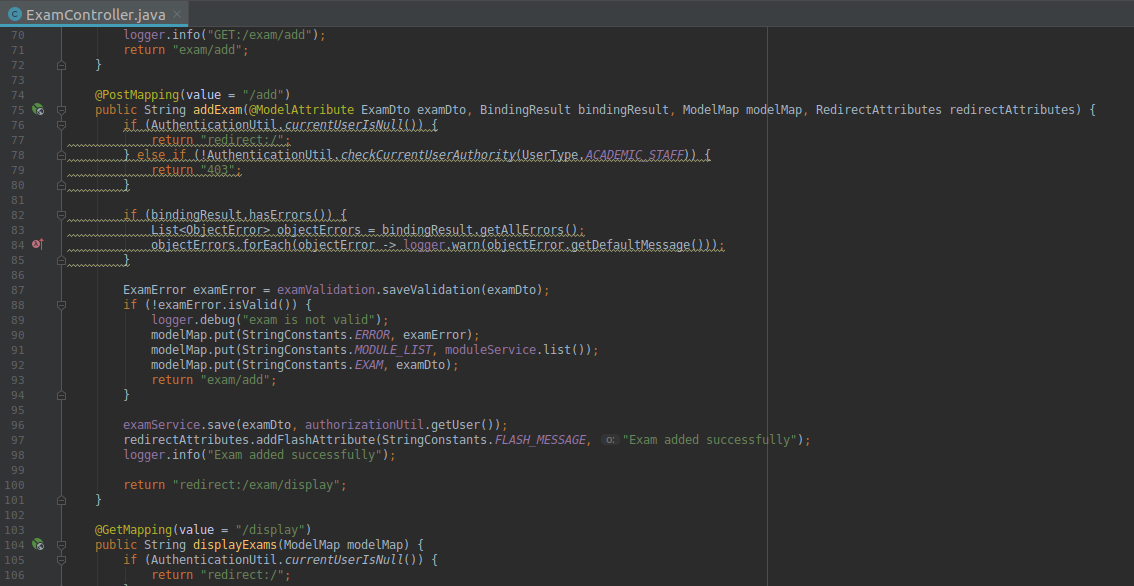 ExamController.java
70 logger.info("GET:/exam/add");
71 return "exam/add";
72 }
73
74 @PostMapping(value = "/add")
75 public String addExam(@ModelAttribute ExamDto examDto, BindingResult bindingResult, ModelMap modelMap, RedirectAttributes redirectAttributes) {
76 if (AuthenticationUtil.currentUserIsNull()) {
77 return "redirect:/";
78 } else if (!AuthenticationUtil.checkCurrentUserAuthority(UserType.ACADEMIC_STAFF)) {
79 return "403";
80 }
81
82 if (bindingResult.hasErrors()) {
83 List<ObjectError> objectErrors = bindingResult.getAllErrors();
84 objectErrors.forEach(objectError -> logger.warn(objectError.getDefaultMessage()));
85 }
86
87 ExamError examError = examValidation.saveValidation(examDto);
88 if (!examError.isValid()) {
89 logger.debug("exam is not valid");
90 modelMap.put(StringConstants.ERROR, examError);
91 modelMap.put(StringConstants.MODULE_LIST, moduleService.list());
92 modelMap.put(StringConstants.EXAM, examDto);
93 return "exam/add";
94 }
95
96 examService.save(examDto, authorizationUtil.getUser());
97 redirectAttributes.addFlashAttribute(StringConstants.FLASH_MESSAGE, o: "Exam added successfully");
98 logger.info("Exam added successfully");
99
100 return "redirect:/exam/display";
101 }
102
103 @GetMapping(value = "/display")
104 public String displayExams(ModelMap modelMap) {
105 if (AuthenticationUtil.currentUserIsNull()) {
106 return "redirect:/";